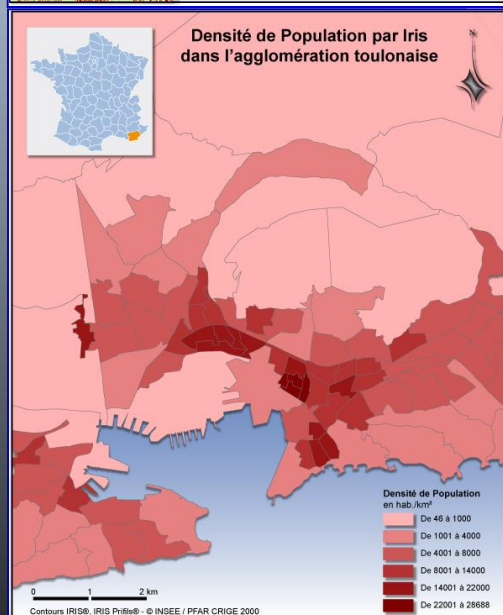 Densité de Population par Iris
dans l'agglomération toulonaise
N
Densité de Population
en hab./km²
De 46 à 1000
De 1001 à 4000
De 4001 à 8000
De 8001 à 14000
De 14001 à 22000
De 22001 à 28688
0 1 2 km
Contours IRIS®, IRIS Prifils® - © INSEE / PFAR CRIGE 2000